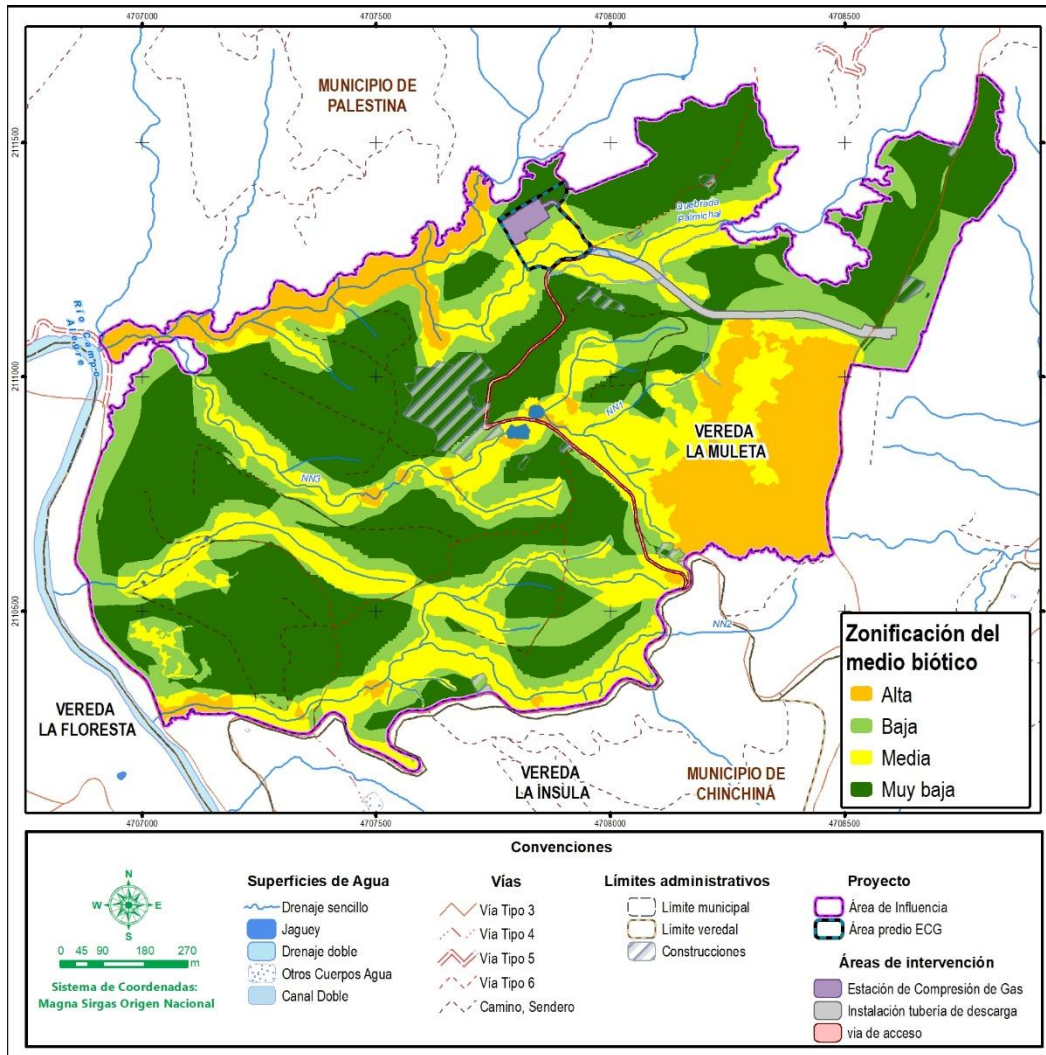 4707000
4707500
4708000
4708500
2111500
2111000
2110500
MUNICIPIO DE
PALESTINA
Quebrada
Palmichal
Río Campo
Alegre
NN1
VEREDA
LA MULETA
NN3
NN2
VEREDA
LA FLORESTA
VEREDA
LA ÍNSULA
MUNICIPIO DE
CHINCHINÁ
Zonificación del
medio biótico
Alta
Baja
Media
Muy baja
4707000
4707500
4708000
4708500
Convenciones
N
W
E
S
0 45 90 180 270
m
Sistema de Coordenadas:
Magna Sirgas Origen Nacional
Superficies de Agua
Drenaje sencillo
Jaguey
Drenaje doble
Otros Cuerpos Agua
Canal Doble
Vías
Vía Tipo 3
Vía Tipo 4
Vía Tipo 5
Vía Tipo 6
Camino, Sendero
Límites administrativos
Límite municipal
Límite veredal
Construcciones
Proyecto
Área de Influencia
Área predio ECG
Áreas de intervención
Estación de Compresión de Gas
Instalación tubería de descarga
via de acceso